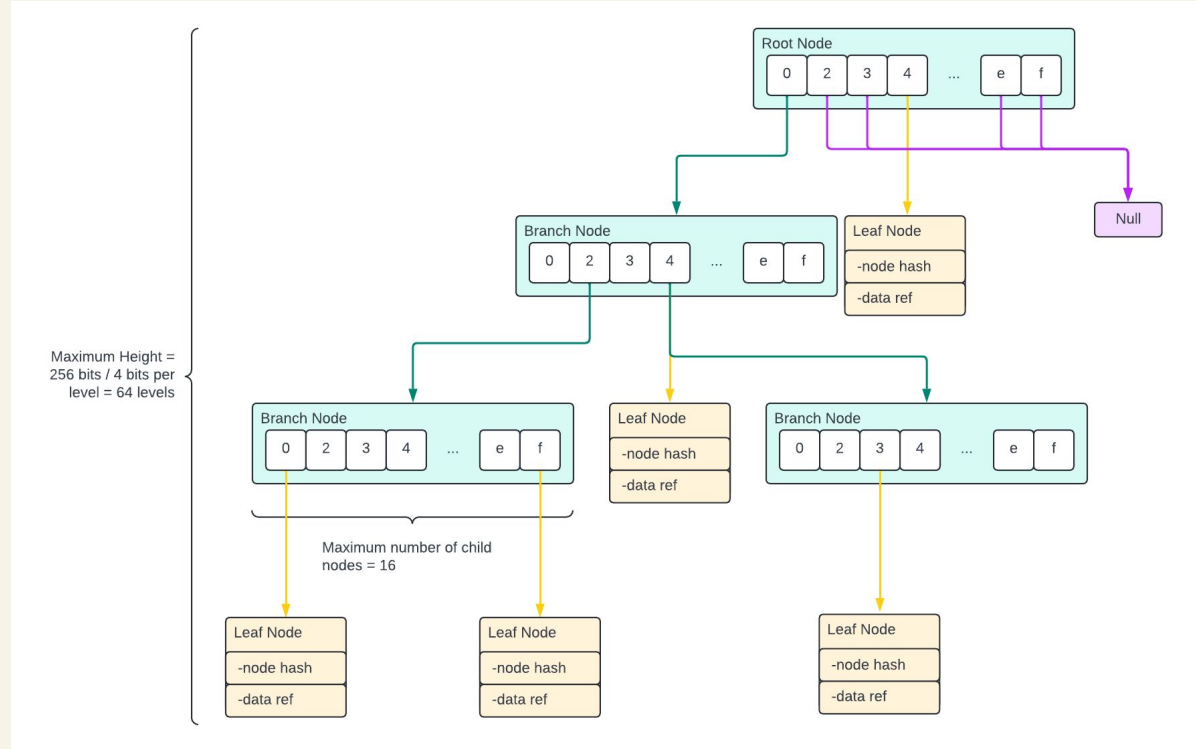 Root Node
0 2 3 4 ... e f
Null
Branch Node
0 2 3 4 ... e f
Leaf Node
-node hash
-data ref
Maximum Height =
256 bits / 4 bits per
level = 64 levels
Branch Node
0 2 3 4 ... e f
Leaf Node
-node hash
-data ref
Branch Node
0 2 3 4 ... e f
Maximum number of child
nodes = 16
Leaf Node
-node hash
-data ref
Leaf Node
-node hash
-data ref
Leaf Node
-node hash
-data ref